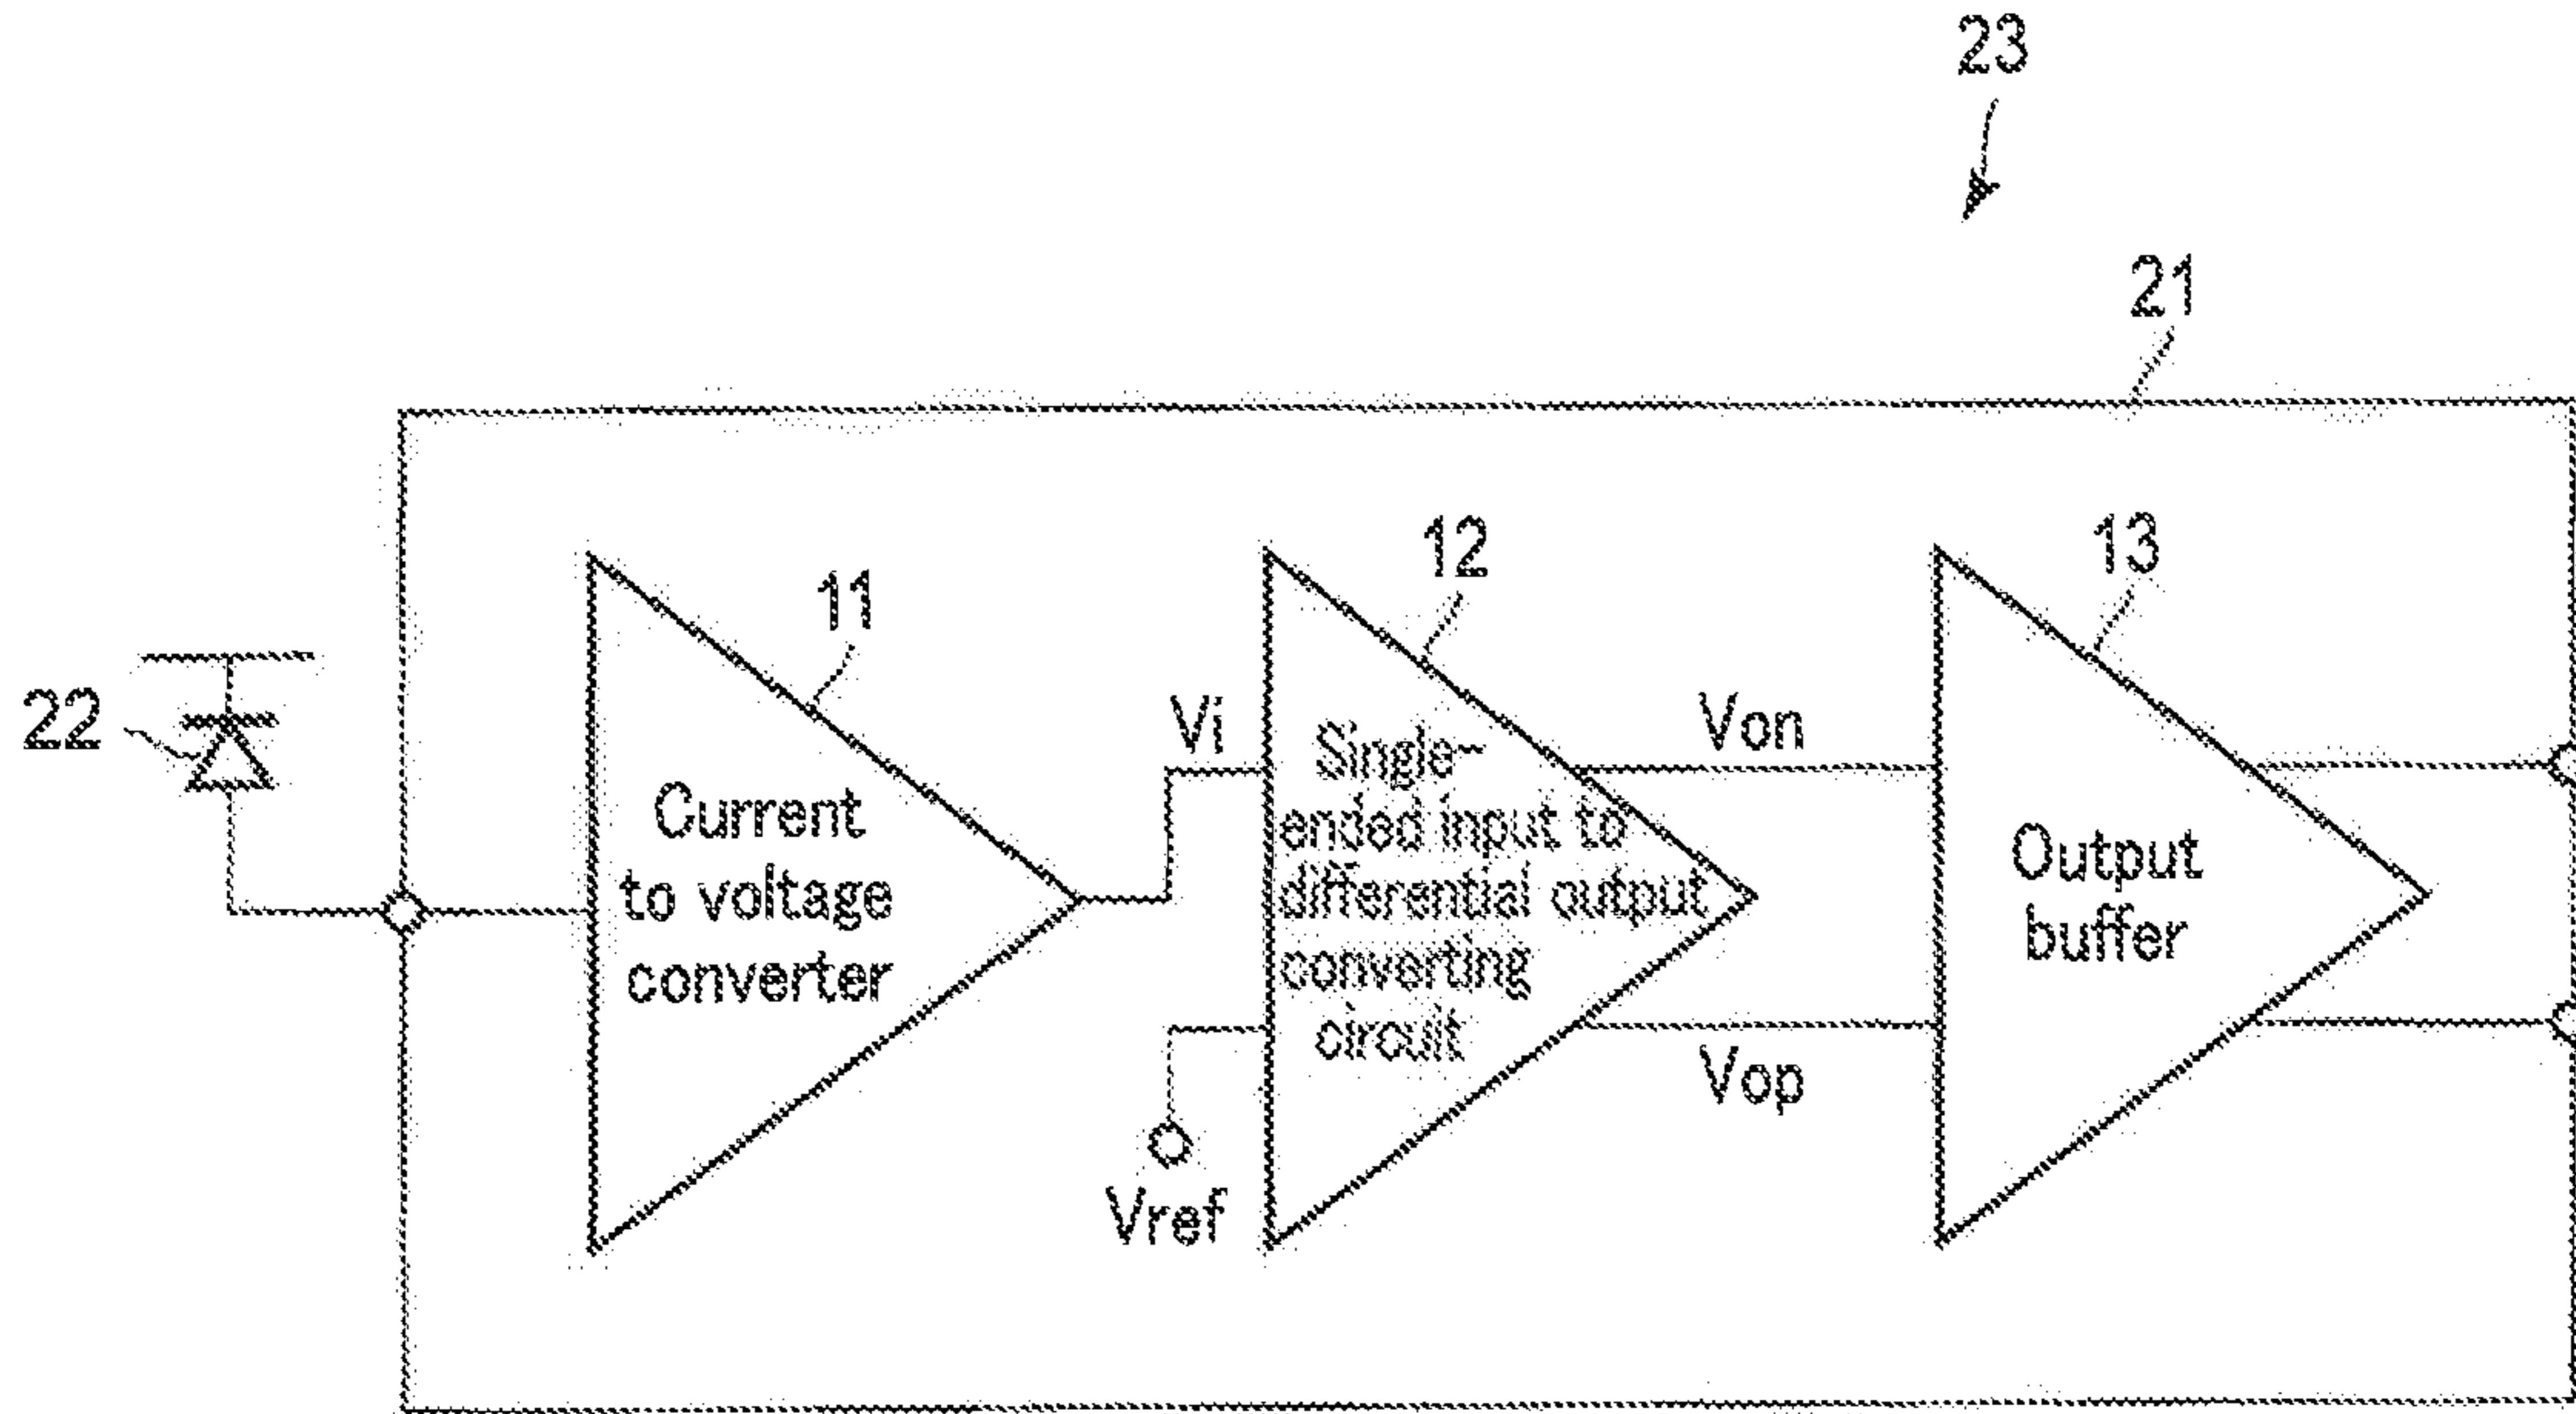 23
21
12
13
11
22
Vi
Von
Single-
ended input to
differential output
converting
circuit
Current
to voltage
converter
Output
buffer
Vop
Vref